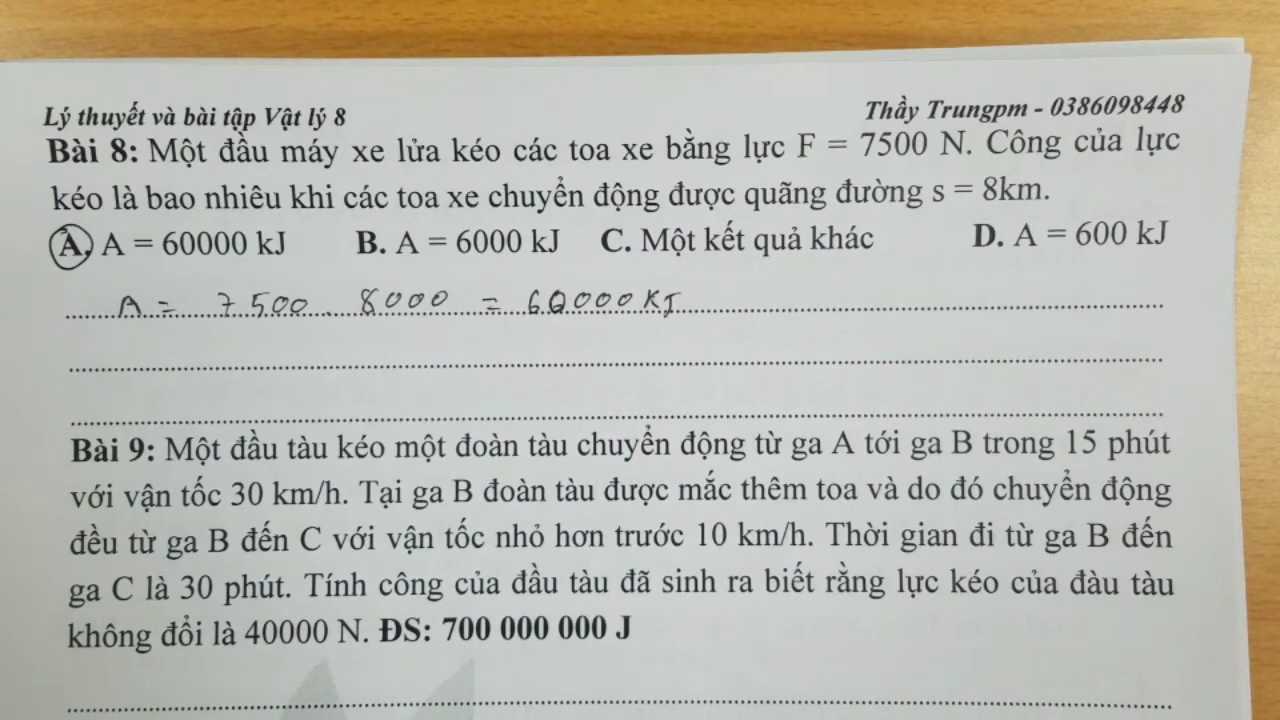 Lý thuyết và bài tập Vật lý 8
Thầy Trungpm - 0386098448
Bài 8: Một đầu máy xe lửa kéo các toa xe bằng lực F = 7500 N. Công của lực
kéo là bao nhiêu khi các toa xe chuyển động được quãng đường s = 8km.
A, A = 60000 kJ B. A = 6000 kJ C. Một kết quả khác D. A = 600 kJ
A = 7500 . 8000 = 60000 KJ
Bài 9: Một đầu tàu kéo một đoàn tàu chuyển động từ ga A tới ga B trong 15 phút
với vận tốc 30 km/h. Tại ga B đoàn tàu được mắc thêm toa và do đó chuyển động
đều từ ga B đến C với vận tốc nhỏ hơn trước 10 km/h. Thời gian đi từ ga B đến
ga C là 30 phút. Tính công của đầu tàu đã sinh ra biết rằng lực kéo của đàu tàu
không đổi là 40000 N. ĐS: 700 000 000 J